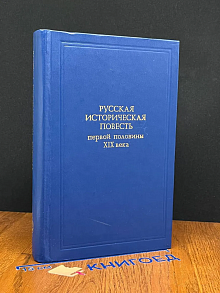 РУССКАЯ
ИСТОРИЧЕСКАЯ
ПОВЕСТЬ
первой половины
XIX века
КНИГОЕД